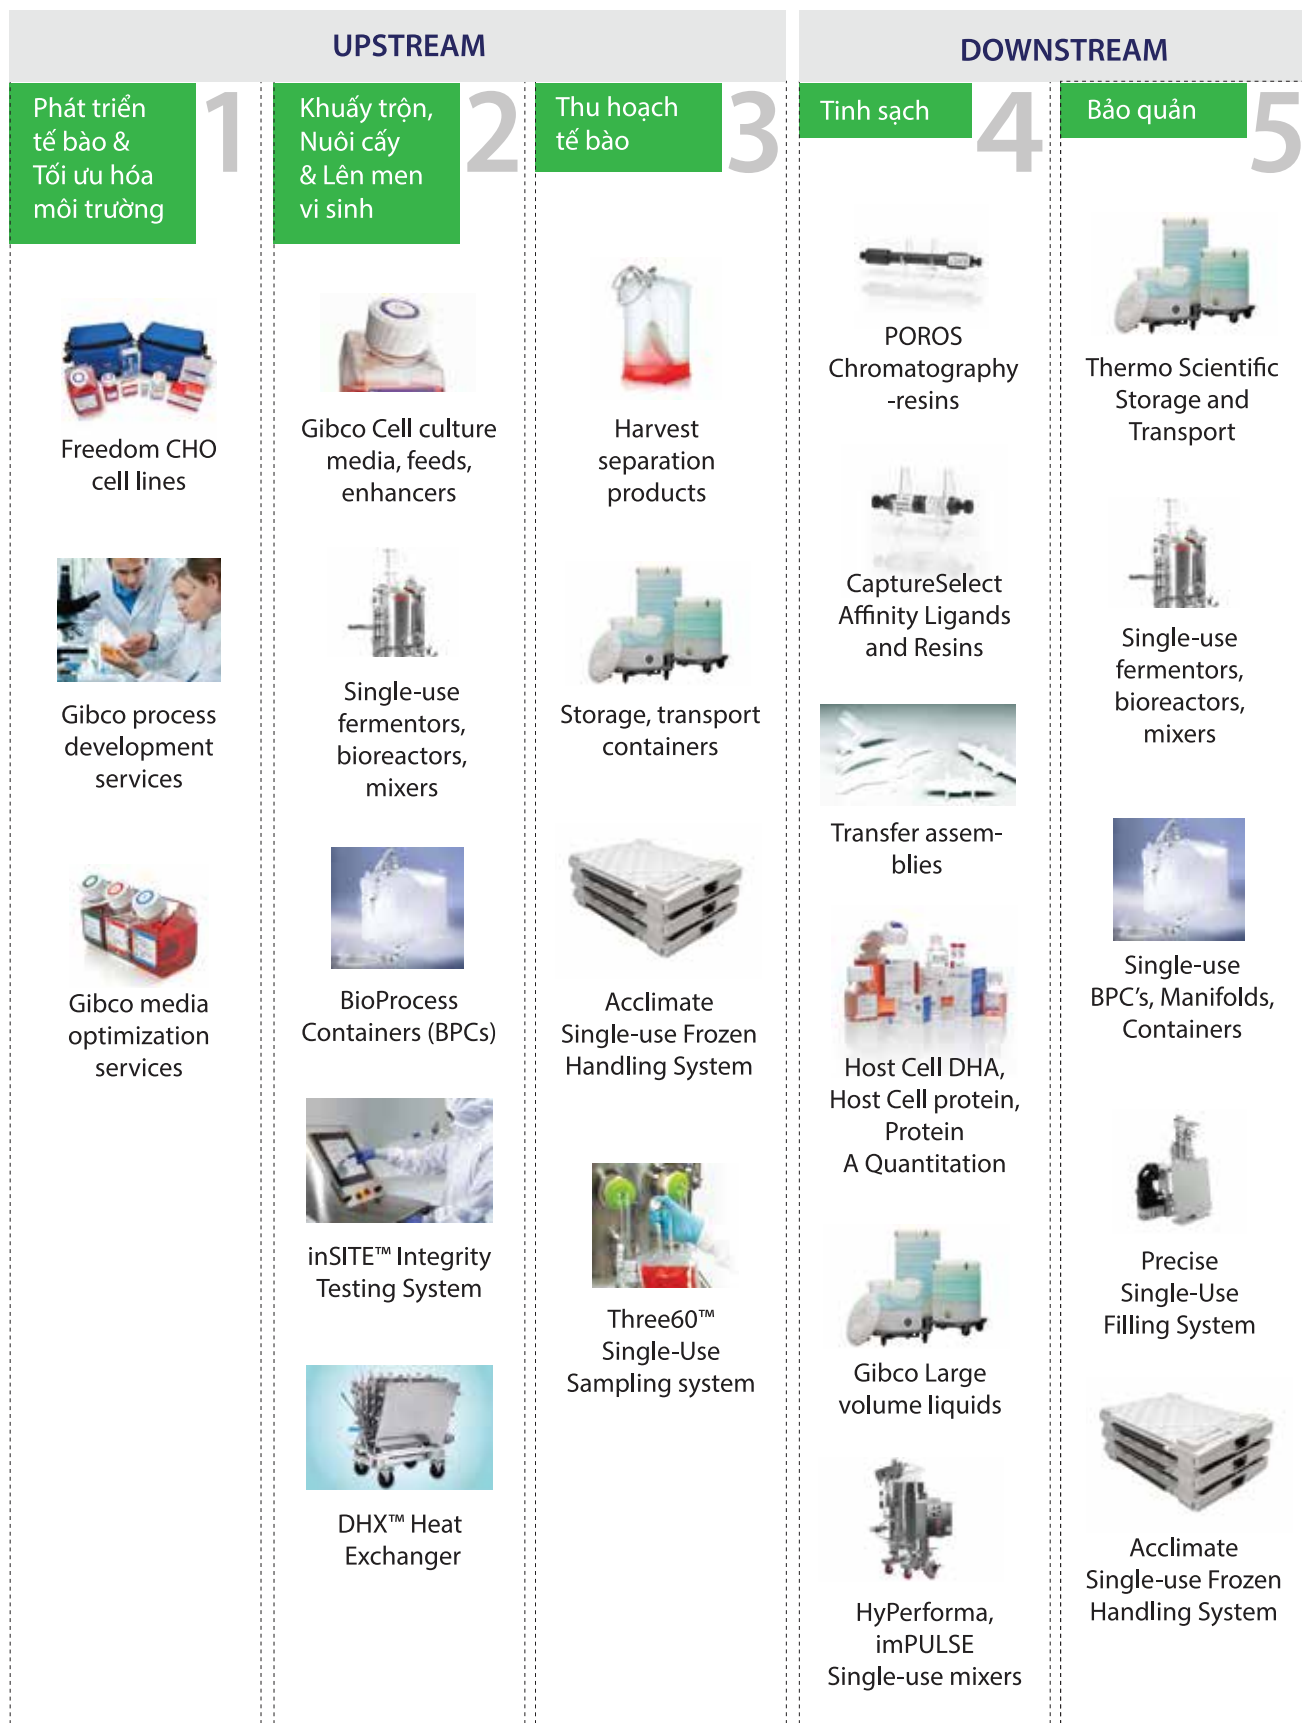 UPSTREAM
DOWNSTREAM
Phát triển
tế bào &
Tối ưu hóa
môi trường
1
Khuấy trộn,
Nuôi cấy
& Lên men
vi sinh
2
Thu hoạch
tế bào
3
Tinh sạch
4
Bảo quản
5
Freedom CHO
cell lines
Gibco process
development
services
Gibco media
optimization
services
Gibco Cell culture
media, feeds,
enhancers
Single-use
fermentors,
bioreactors,
mixers
BioProcess
Containers (BPCs)
inSITE™ Integrity
Testing System
DHX™ Heat
Exchanger
Harvest
separation
products
Storage, transport
containers
Acclimate
Single-use Frozen
Handling System
Three60™
Single-Use
Sampling system
POROS
Chromatography
-resins
CaptureSelect
Affinity Ligands
and Resins
Transfer assem-
blies
Host Cell DHA,
Host Cell protein,
Protein
A Quantitation
Gibco Large
volume liquids
HyPerforma,
imPULSE
Single-use mixers
Thermo Scientific
Storage and
Transport
Single-use
fermentors,
bioreactors,
mixers
Single-use
BPC's, Manifolds,
Containers
Precise
Single-Use
Filling System
Acclimate
Single-use Frozen
Handling System